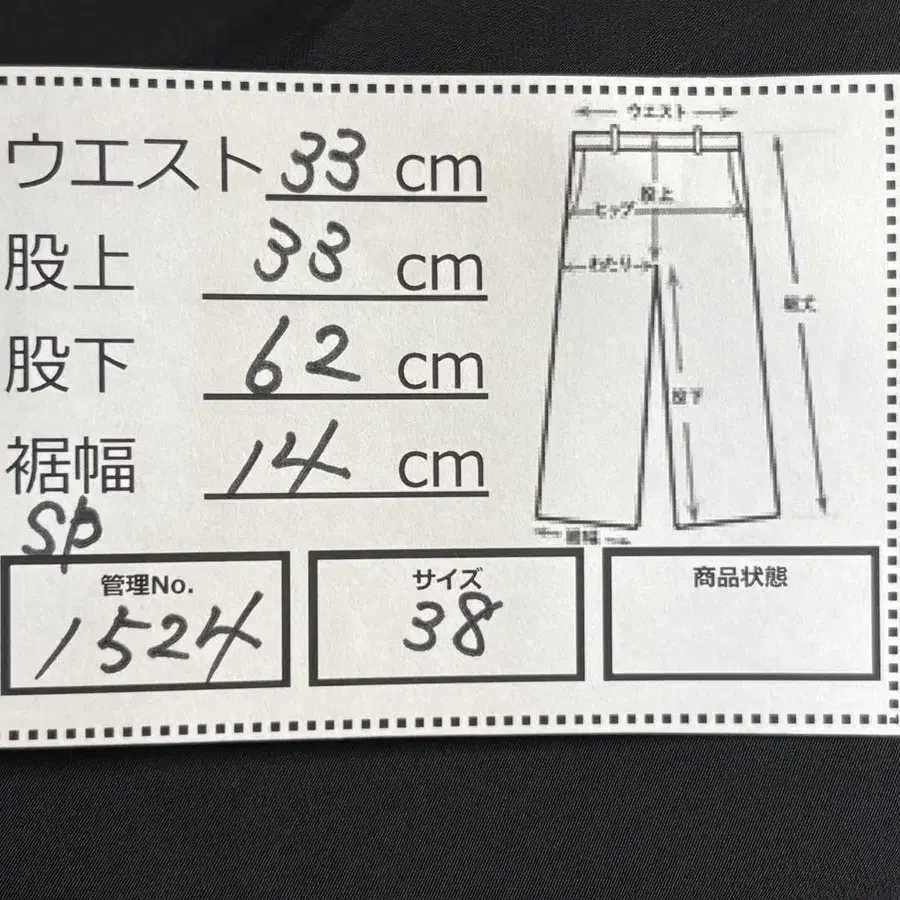 ウエスト 33 cm
股上 33 cm
股下 62 cm
裾幅 14 cm
sp
管理No.
1524
サイズ
38
商品状態
ウエスト
股上
ヒップ
わたり
総丈
股下
裾幅